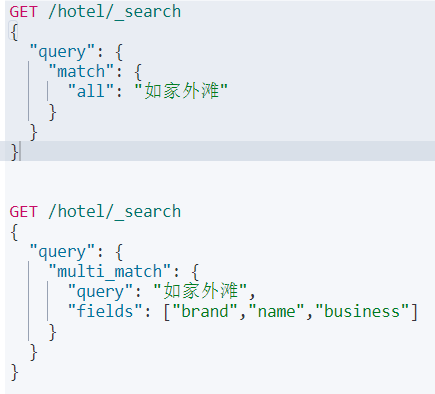 GET /hotel/_search
{
  "query": {
    "match": {
      "all": "如家外滩"
    }
  }
}
GET /hotel/_search
{
  "query": {
    "multi_match": {
      "query": "如家外滩",
      "fields": ["brand","name","business"]
    }
  }
}